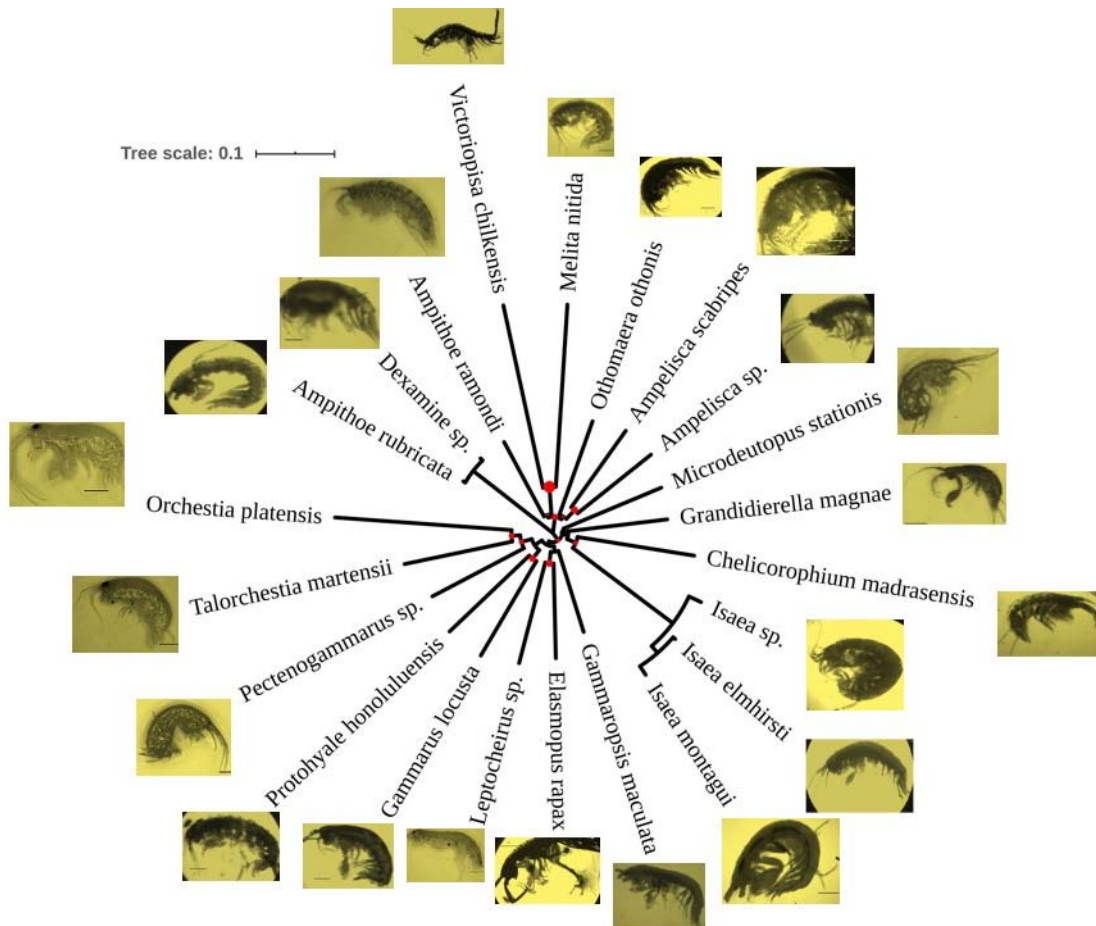 Tree scale: 0.1
Victoriopisa chilkensis
Melita nitida
Othomaera othonis
Ampelisca scabripes
Ampelisca sp.
Microdeutopus stationis
Grandidierella magnae
Chelicorophium madrasensis
Isaea sp.
Isaea elmhirsti
Isaea montagui
Gammaropsis maculata
Elasmopus rapax
Leptocheirus sp.
Gammarus locusta
Protohyale honoluluensis
Pectenogammarus sp.
Talorchestia martensii
Orchestia platensis
Ampithoe rubricata
Dexamine sp.
Ampithoe ramondi